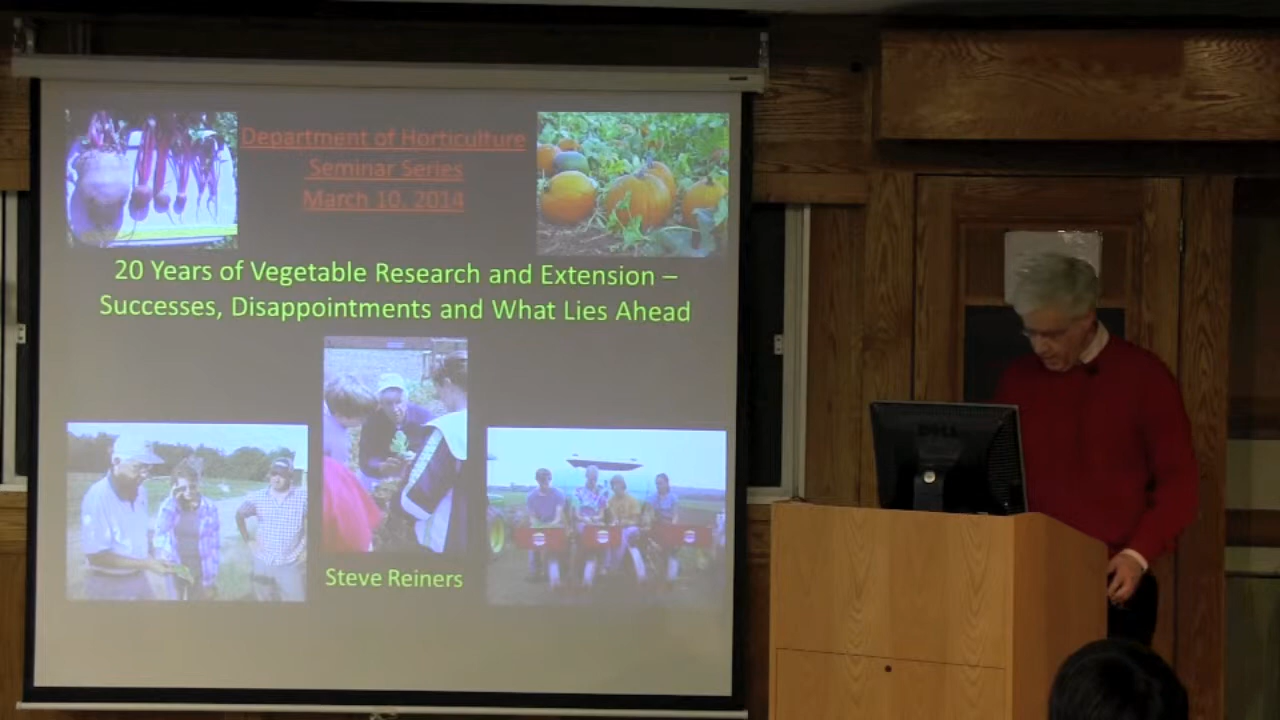 Department of Horticulture
Seminar Series
March 10, 2014
20 Years of Vegetable Research and Extension –
Successes, Disappointments and What Lies Ahead
Steve Reiners
DELL